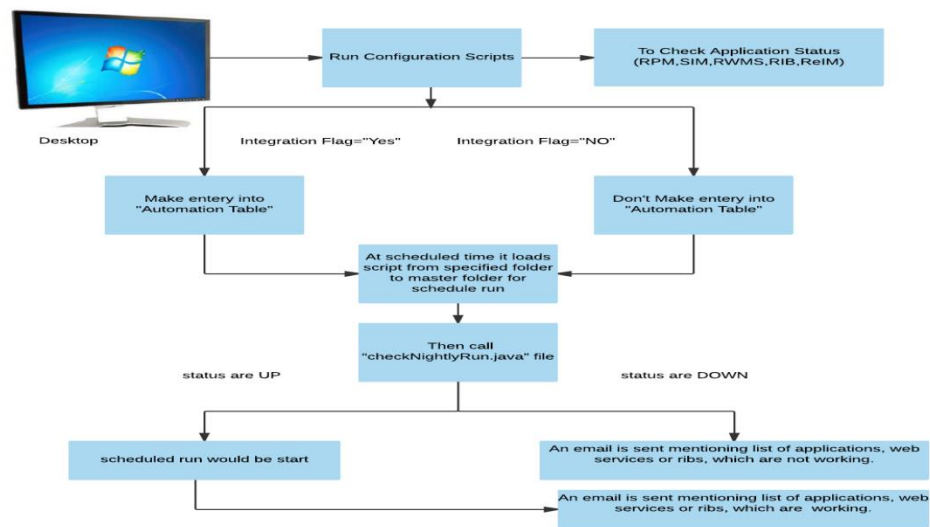 Run Configuration Scripts
To Check Application Status
(RPM,SIM,RWMS,RIB,ReIM)
Desktop
Integration Flag="Yes"
Integration Flag="NO"
Make entery into
"Automation Table"
Don't Make entery into
"Automation Table"
At scheduled time it loads
script from specified folder
to master folder for
schedule run
Then call
"checkNightlyRun.java" file
status are UP
status are DOWN
scheduled run would be start
An email is sent mentioning list of applications, web
services or ribs, which are not working.
An email is sent mentioning list of applications, web
services or ribs, which are working.